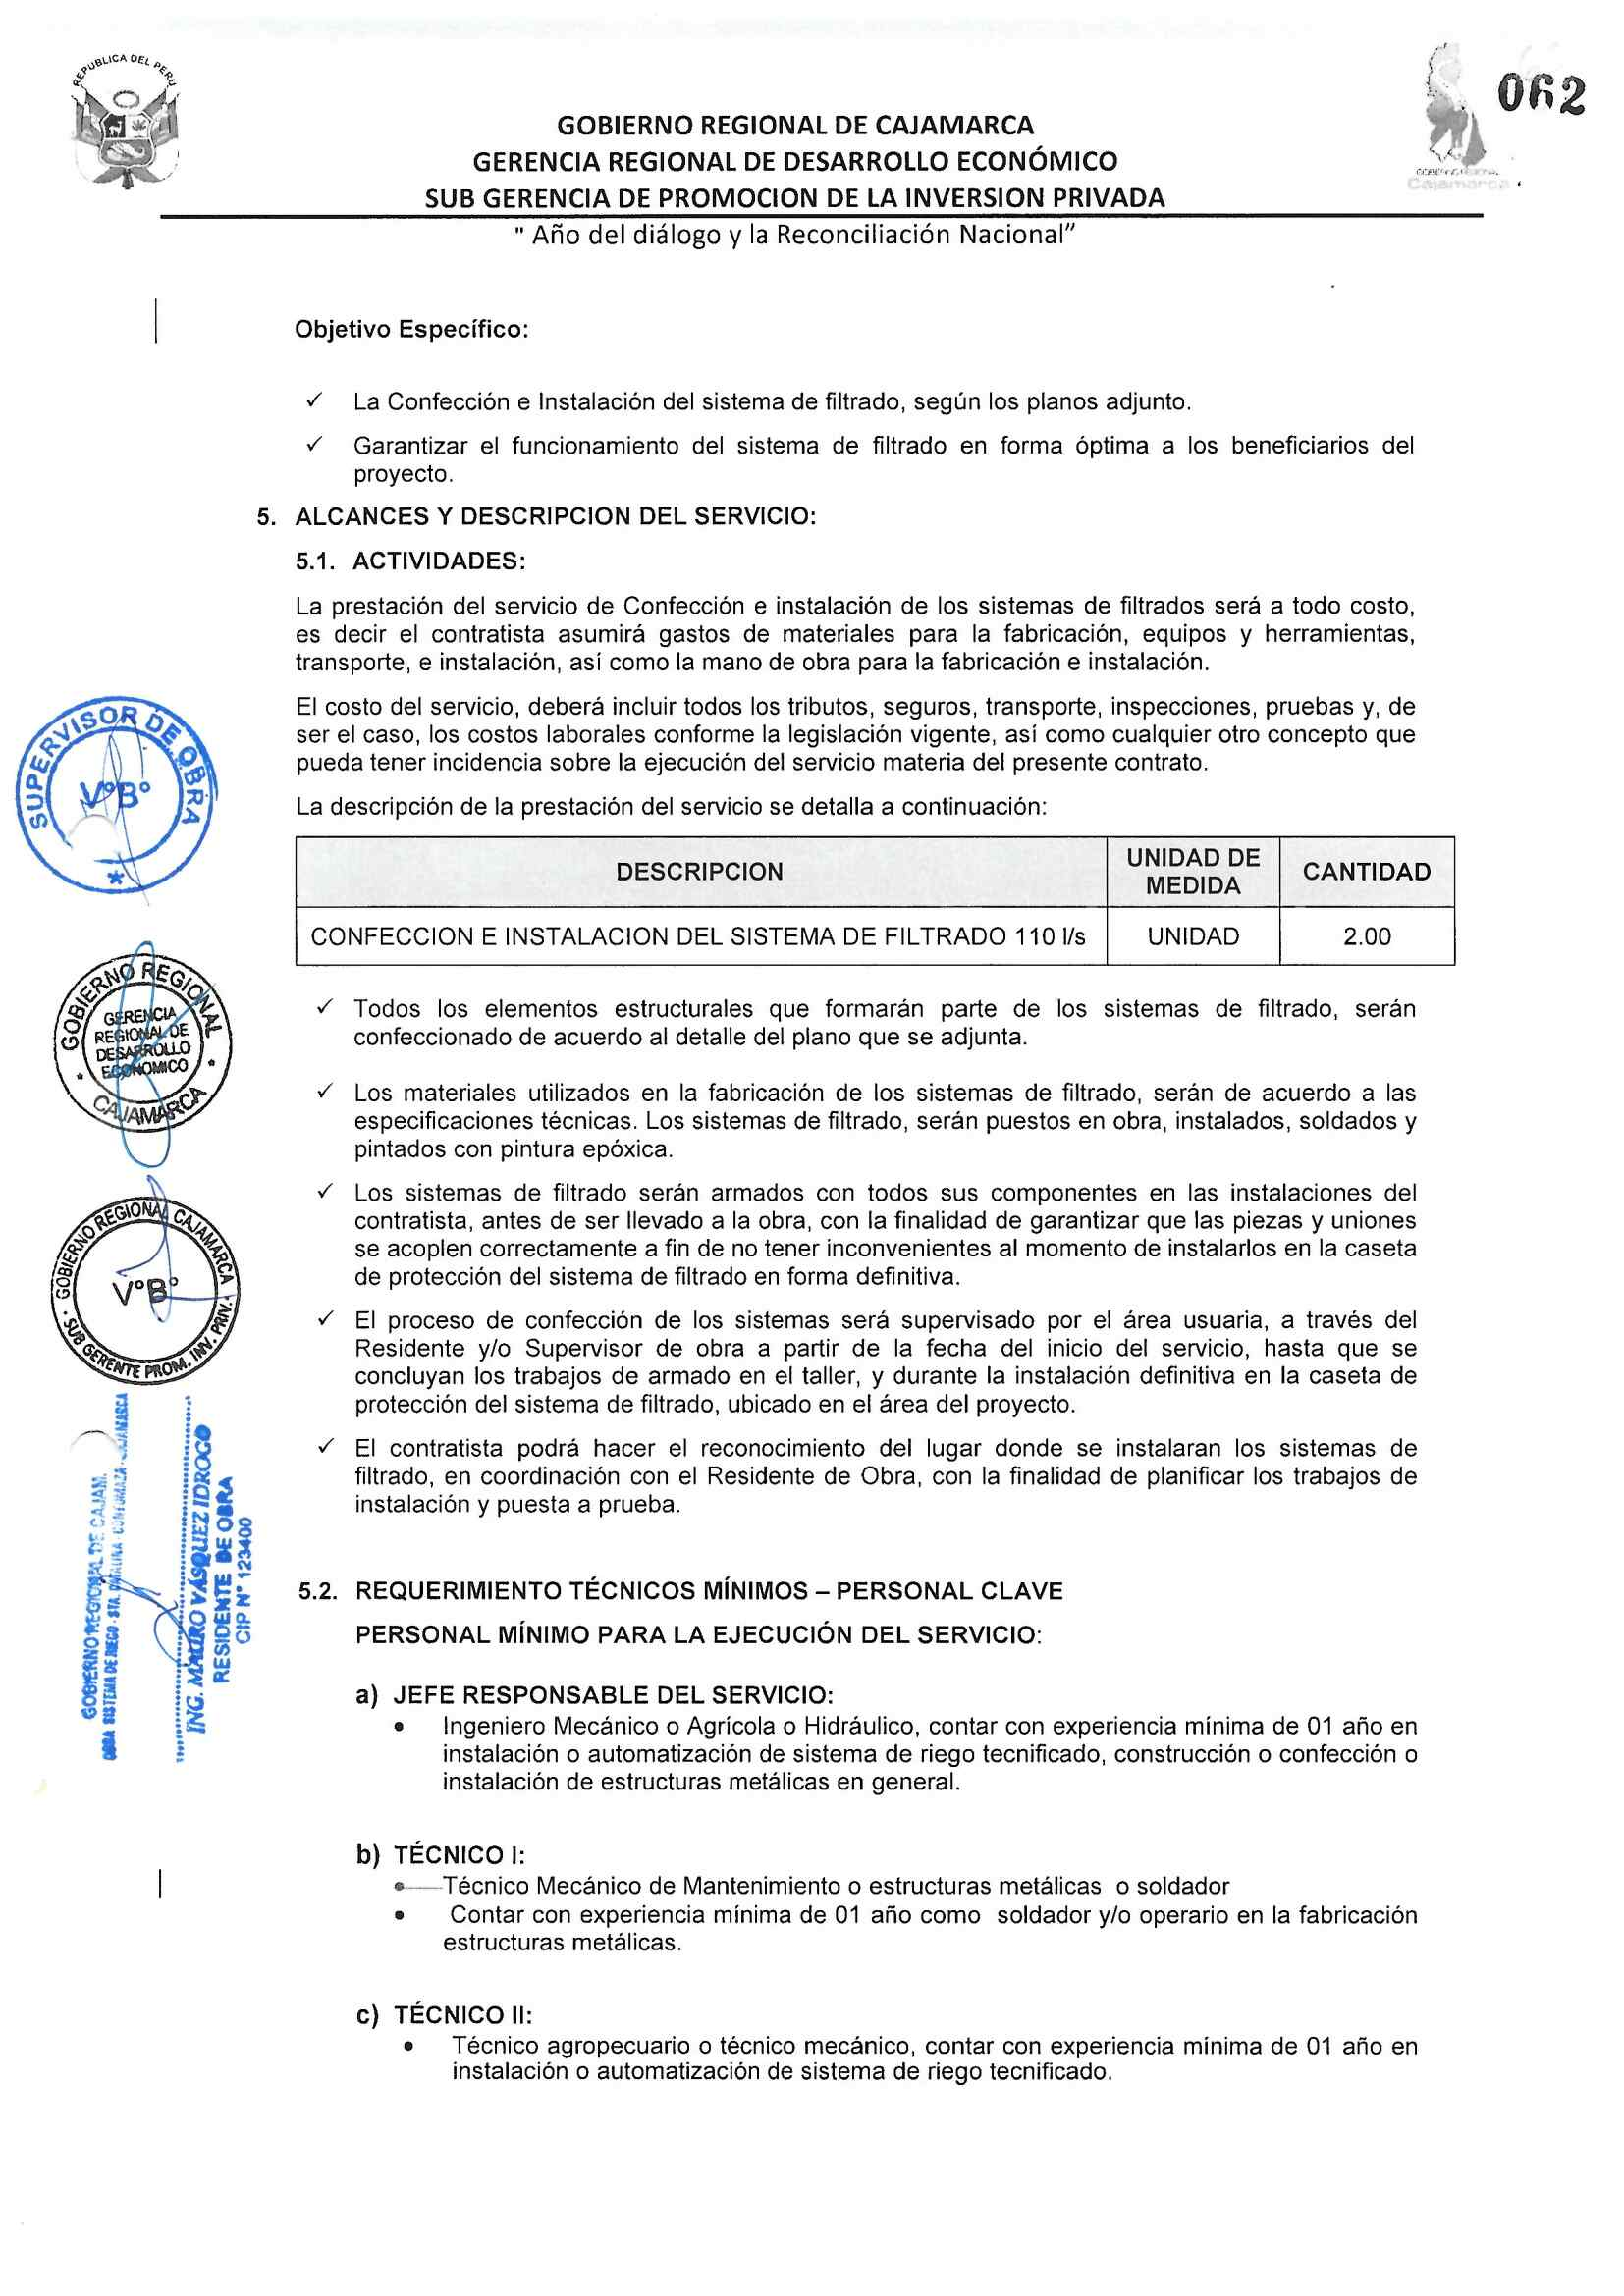 REPUBLICA DEL PERU
062
GOBIERNO REGIONAL DE CAJAMARCA
GERENCIA REGIONAL DE DESARROLLO ECONÓMICO
SUB GERENCIA DE PROMOCION DE LA INVERSION PRIVADA
" Año del diálogo y la Reconciliación Nacional"
Cajamarca
Objetivo Específico:
✓ La Confección e Instalación del sistema de filtrado, según los planos adjunto.
✓ Garantizar el funcionamiento del sistema de filtrado en forma óptima a los beneficiarios del
proyecto.
5. ALCANCES Y DESCRIPCION DEL SERVICIO:
5.1. ACTIVIDADES:
La prestación del servicio de Confección e instalación de los sistemas de filtrados será a todo costo,
es decir el contratista asumirá gastos de materiales para la fabricación, equipos y herramientas,
transporte, e instalación, así como la mano de obra para la fabricación e instalación.
El costo del servicio, deberá incluir todos los tributos, seguros, transporte, inspecciones, pruebas y, de
ser el caso, los costos laborales conforme la legislación vigente, así como cualquier otro concepto que
pueda tener incidencia sobre la ejecución del servicio materia del presente contrato.
La descripción de la prestación del servicio se detalla a continuación:
DESCRIPCION UNIDAD DE MEDIDA CANTIDAD
CONFECCION E INSTALACION DEL SISTEMA DE FILTRADO 110 l/s UNIDAD 2.00
✓ Todos los elementos estructurales que formarán parte de los sistemas de filtrado, serán
confeccionado de acuerdo al detalle del plano que se adjunta.
✓ Los materiales utilizados en la fabricación de los sistemas de filtrado, serán de acuerdo a las
especificaciones técnicas. Los sistemas de filtrado, serán puestos en obra, instalados, soldados y
pintados con pintura epóxica.
✓ Los sistemas de filtrado serán armados con todos sus componentes en las instalaciones del
contratista, antes de ser llevado a la obra, con la finalidad de garantizar que las piezas y uniones
se acoplen correctamente a fin de no tener inconvenientes al momento de instalarlos en la caseta
de protección del sistema de filtrado en forma definitiva.
✓ El proceso de confección de los sistemas será supervisado por el área usuaria, a través del
Residente y/o Supervisor de obra a partir de la fecha del inicio del servicio, hasta que se
concluyan los trabajos de armado en el taller, y durante la instalación definitiva en la caseta de
protección del sistema de filtrado, ubicado en el área del proyecto.
✓ El contratista podrá hacer el reconocimiento del lugar donde se instalaran los sistemas de
filtrado, en coordinación con el Residente de Obra, con la finalidad de planificar los trabajos de
instalación y puesta a prueba.
5.2. REQUERIMIENTO TÉCNICOS MÍNIMOS – PERSONAL CLAVE
PERSONAL MÍNIMO PARA LA EJECUCIÓN DEL SERVICIO:
a) JEFE RESPONSABLE DEL SERVICIO:
• Ingeniero Mecánico o Agrícola o Hidráulico, contar con experiencia mínima de 01 año en
instalación o automatización de sistema de riego tecnificado, construcción o confección o
instalación de estructuras metálicas en general.
b) TÉCNICO I:
• Técnico Mecánico de Mantenimiento o estructuras metálicas o soldador
• Contar con experiencia mínima de 01 año como soldador y/o operario en la fabricación
estructuras metálicas.
c) TÉCNICO II:
• Técnico agropecuario o técnico mecánico, contar con experiencia mínima de 01 año en
instalación o automatización de sistema de riego tecnificado.
SUPERVISOR DE OBRA
V°B°
GOBIERNO REGIONAL
GERENCIA
REGIONAL DE
DESARROLLO
ECONOMICO
CAJAMARCA
GOBIERNO REGIONAL CAJAMARCA
V°B°
SUB GERENTE PROM. INV. PRIV.
GOBIERNO REGIONAL DE CAJAM.
OBRA SISTEMA DE RIEGO - STA. CATALINA - CONTUMAZA - CAJAMARCA
ING. MAURO VÁSQUEZ IDROGO
RESIDENTE DE OBRA
CIP N° 123400